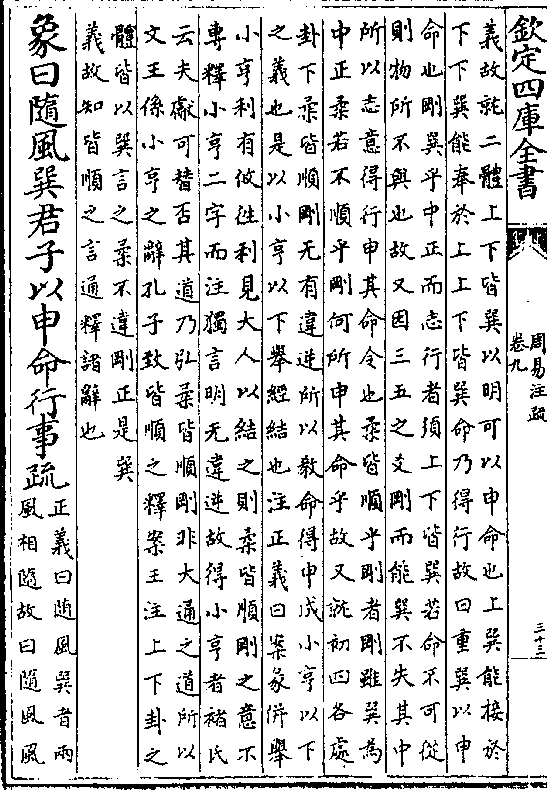 欽定四庫全書
周易注疏
卷九
三十三
義故就二體上下皆巽以明可以申命也上巽能接於
下下巽能奉於上上下皆巽命乃得行故曰重巽以申
命也剛巽乎中正而志行者須上下皆巽若命不可從
則物所不與也故又因二五之爻剛而能巽不失其中
所以志意得行申其命令也柔皆順乎剛者剛雖巽為
中正柔若不順乎剛何所申其命乎故又就初四各處
卦下柔皆順剛无有違逆所以教命得申成小亨以下
之義也是以小亨以下舉經結也注正義曰案彖併舉
小亨利有攸往利見大人以結之則柔皆順剛之意不
專釋小亨二字而注獨言明无違逆故得小亨者褚氏
云夫獻可替否其道乃弘柔皆順剛非大通之道所以
文王係小亨之辭孔子致皆順之釋案王注上下卦之
體皆以巽言之柔不違剛正是巽
義故知皆順之言通釋諸辭也
象曰隨風巽君子以申命行事疏
正義曰隨風巽者兩
風相隨故曰隨風風